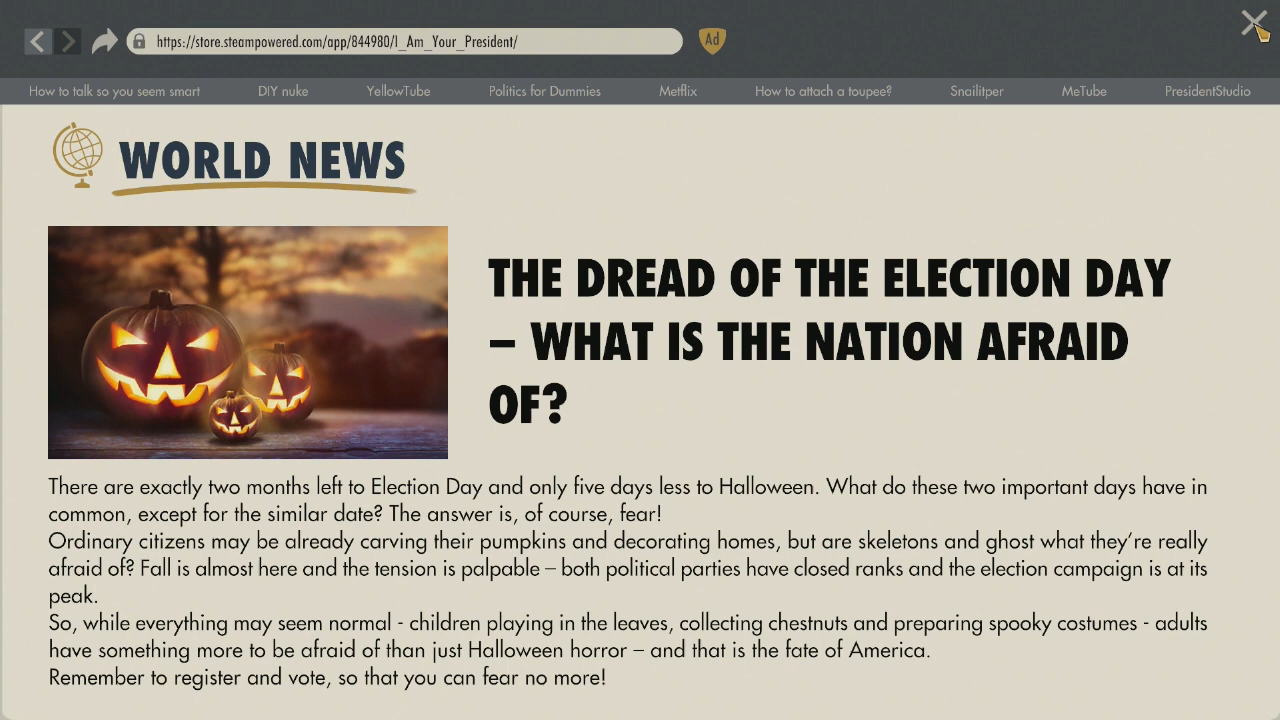 https://store.steampowered.com/app/844980/I_Am_Your_President/
Ad
How to talk so you seem smart DIY nuke YellowTube Politics for Dummies Metflix How to attach a toupee? Snailitper MeTube PresidentStudio
WORLD NEWS
THE DREAD OF THE ELECTION DAY
– WHAT IS THE NATION AFRAID
OF?
There are exactly two months left to Election Day and only five days less to Halloween. What do these two important days have in
common, except for the similar date? The answer is, of course, fear!
Ordinary citizens may be already carving their pumpkins and decorating homes, but are skeletons and ghost what they're really
afraid of? Fall is almost here and the tension is palpable – both political parties have closed ranks and the election campaign is at its
peak.
So, while everything may seem normal - children playing in the leaves, collecting chestnuts and preparing spooky costumes - adults
have something more to be afraid of than just Halloween horror – and that is the fate of America.
Remember to register and vote, so that you can fear no more!